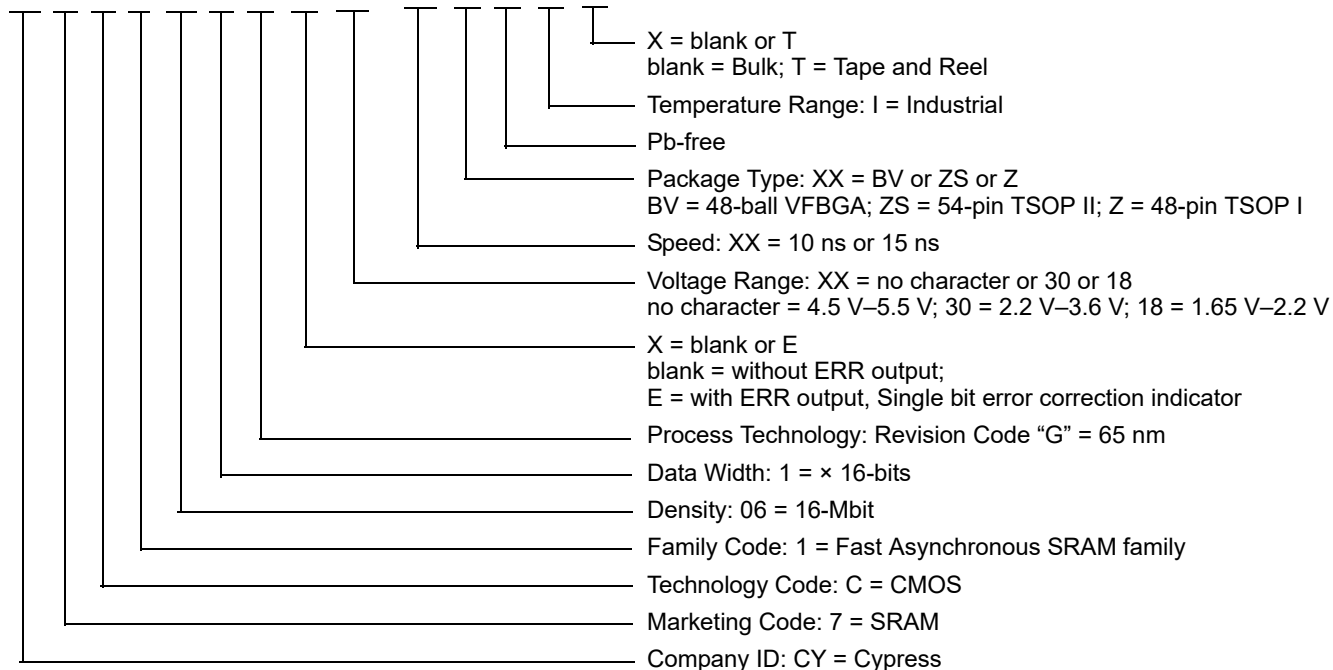 X = blank or T
blank = Bulk; T = Tape and Reel
Temperature Range: I = Industrial
Pb-free
Package Type: XX = BV or ZS or Z
BV = 48-ball VFBGA; ZS = 54-pin TSOP II; Z = 48-pin TSOP I
Speed: XX = 10 ns or 15 ns
Voltage Range: XX = no character or 30 or 18
no character = 4.5 V–5.5 V; 30 = 2.2 V–3.6 V; 18 = 1.65 V–2.2 V
X = blank or E
blank = without ERR output;
E = with ERR output, Single bit error correction indicator
Process Technology: Revision Code “G” = 65 nm
Data Width: 1 = × 16-bits
Density: 06 = 16-Mbit
Family Code: 1 = Fast Asynchronous SRAM family
Technology Code: C = CMOS
Marketing Code: 7 = SRAM
Company ID: CY = Cypress